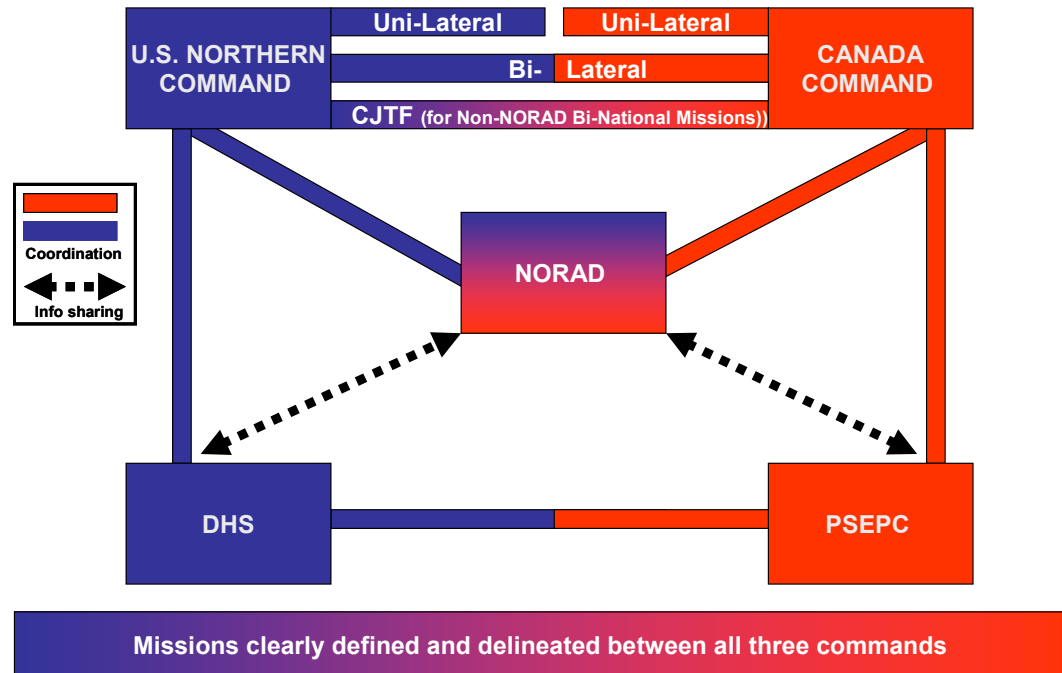 Uni-Lateral
Uni-Lateral
U.S. NORTHERN
COMMAND
CANADA
COMMAND
Bi- Lateral
CJTF (for Non-NORAD Bi-National Missions))
Coordination
Info sharing
NORAD
DHS
PSEPC
Missions clearly defined and delineated between all three commands